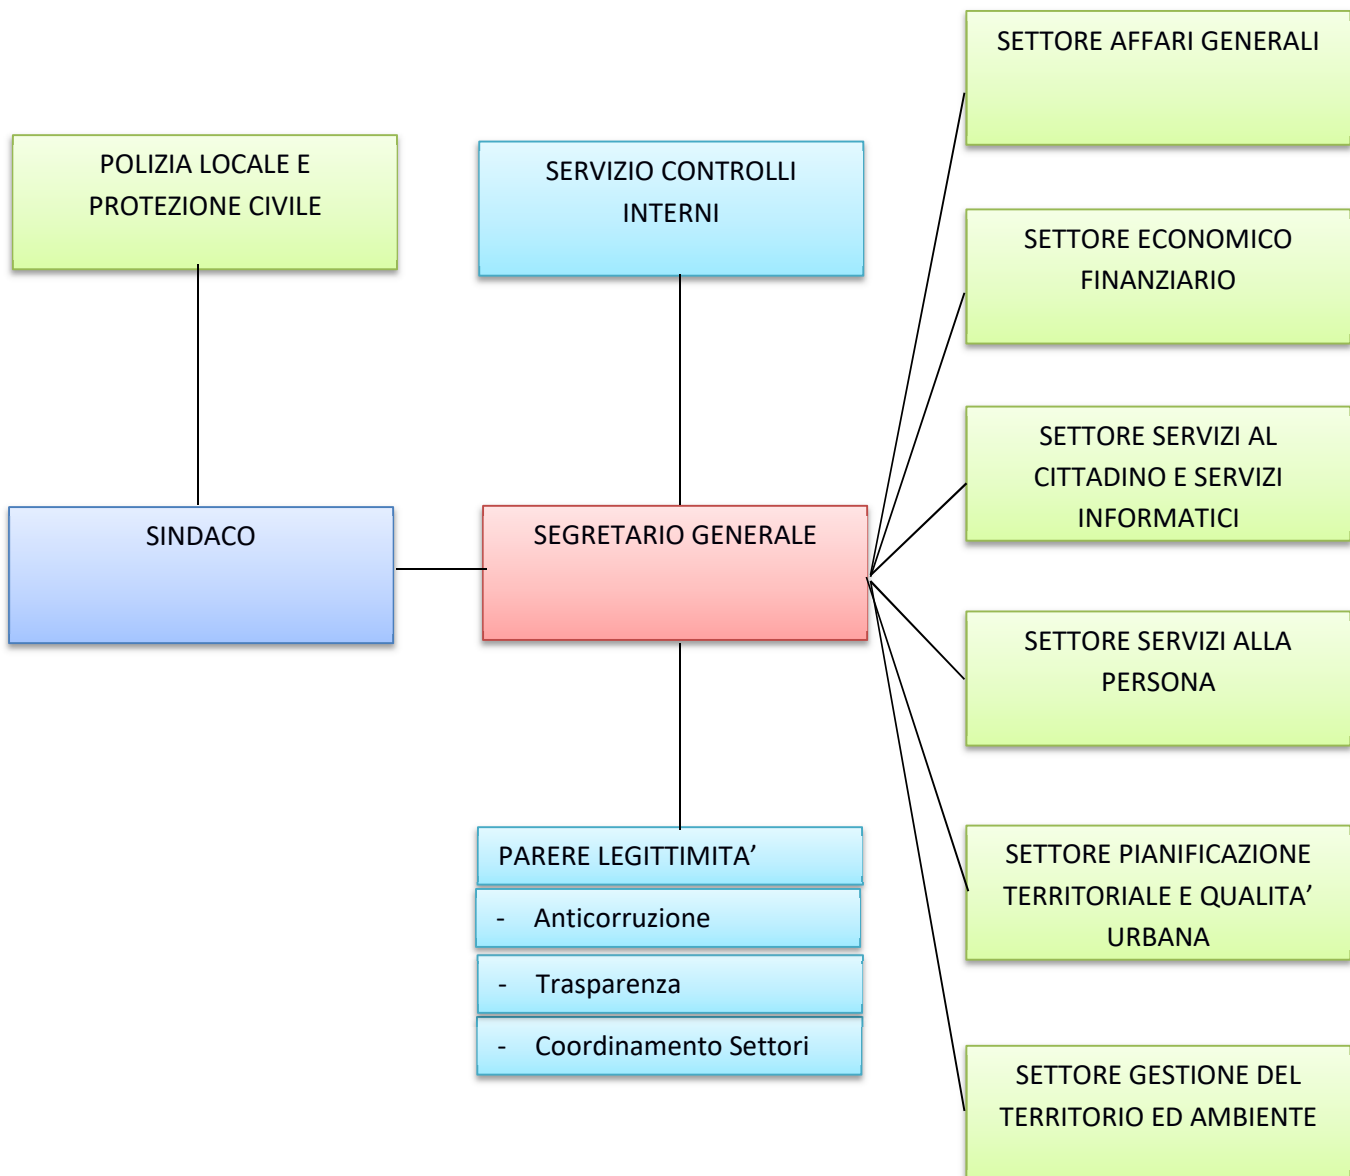 SETTORE AFFARI GENERALI
POLIZIA LOCALE E
PROTEZIONE CIVILE
SERVIZIO CONTROLLI
INTERNI
SETTORE ECONOMICO
FINANZIARIO
SETTORE SERVIZI AL
CITTADINO E SERVIZI
INFORMATICI
SINDACO
SEGRETARIO GENERALE
SETTORE SERVIZI ALLA
PERSONA
PARERE LEGITTIMITA’
- Anticorruzione
- Trasparenza
- Coordinamento Settori
SETTORE PIANIFICAZIONE
TERRITORIALE E QUALITA’
URBANA
SETTORE GESTIONE DEL
TERRITORIO ED AMBIENTE